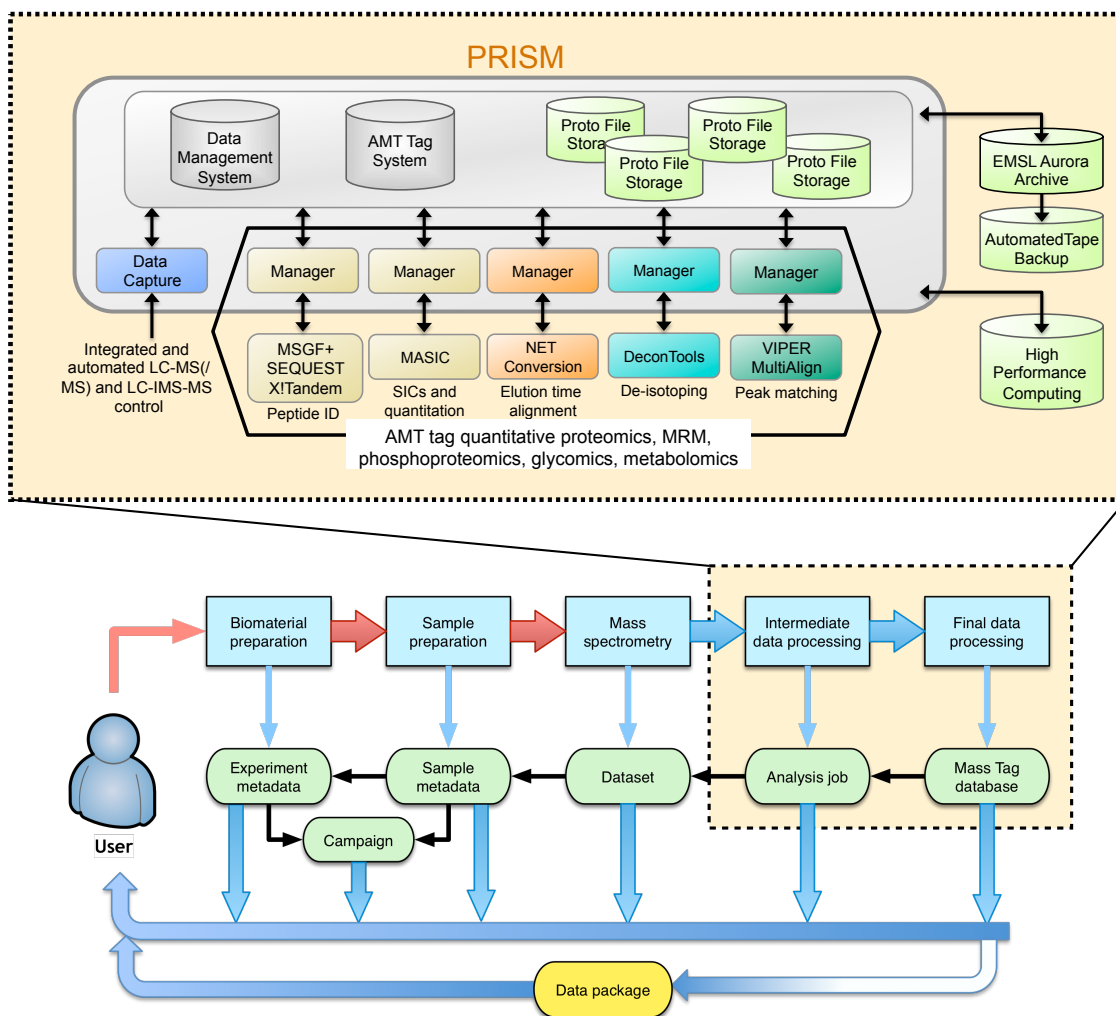 PRISM
Data
Management
System
AMT Tag
System
Proto File
Storage
Proto File
Storage
Proto File
Storage
Proto File
Storage
EMSL Aurora
Archive
AutomatedTape
Backup
High
Performance
Computing
Data
Capture
Manager
Manager
Manager
Manager
Manager
Integrated and
automated LC-MS(/
MS) and LC-IMS-MS
control
MSGF+
SEQUEST
X!Tandem
Peptide ID
MASIC
SICs and
quantitation
NET
Conversion
Elution time
alignment
DeconTools
De-isotoping
VIPER
MultiAlign
Peak matching
AMT tag quantitative proteomics, MRM,
phosphoproteomics, glycomics, metabolomics
Biomaterial
preparation
Sample
preparation
Mass
spectrometry
Intermediate
data processing
Final data
processing
User
Experiment
metadata
Sample
metadata
Dataset
Analysis job
Mass Tag
database
Campaign
Data package